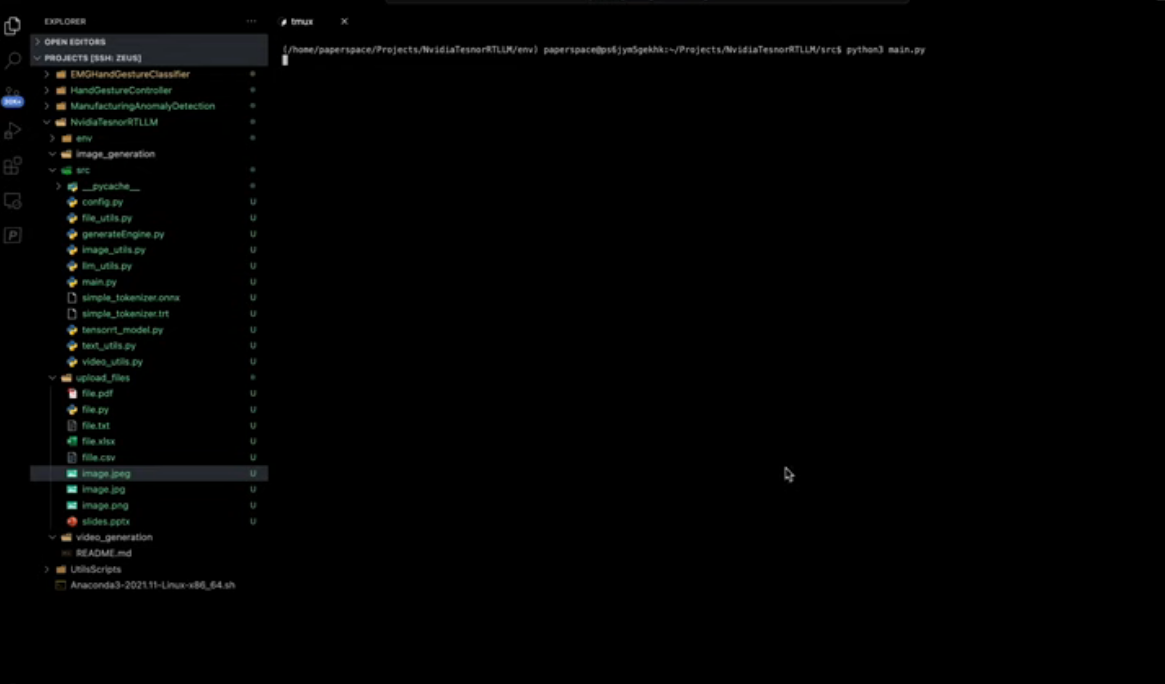 EXPLORER
tmux
OPEN EDITORS
PROJECTS [SSH: ZEUS]
(/home/paperspace/Projects/NvidiaTesnorRTLLM/env) paperspace@ps6jym5gekhk:~/Projects/NvidiaTesnorRTLLM/src$ python3 main.py
EMGHandGestureClassifier
HandGestureController
ManufacturingAnomalyDetection
NvidiaTesnorRTLLM
env
image_generation
src
__pycache__
config.py U
file_utils.py U
generateEngine.py U
image_utils.py U
llm_utils.py U
main.py U
simple_tokenizer.onnx U
simple_tokenizer.trt U
tensorrt_model.py U
text_utils.py U
video_utils.py U
upload_files
file.pdf U
file.py U
file.txt U
file.xlsx U
fille.csv U
image.jpeg U
image.jpg U
image.png U
slides.pptx U
video_generation
README.md
UtilsScripts
Anaconda3-2021.11-Linux-x86_64.sh